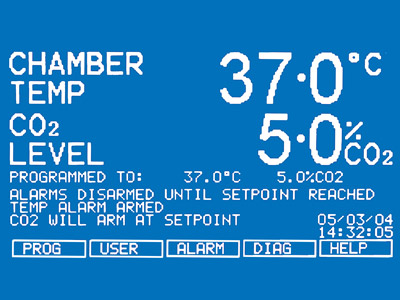 CHAMBER TEMP 37.0°C
CO2 LEVEL 5.0% CO2
PROGRAMMED TO: 37.0°C 5.0%CO2
ALARMS DISARMED UNTIL SETPOINT REACHED
TEMP ALARM ARMED
CO2 WILL ARM AT SETPOINT 05/03/04
14:32:05
PROG USER ALARM DIAG HELP